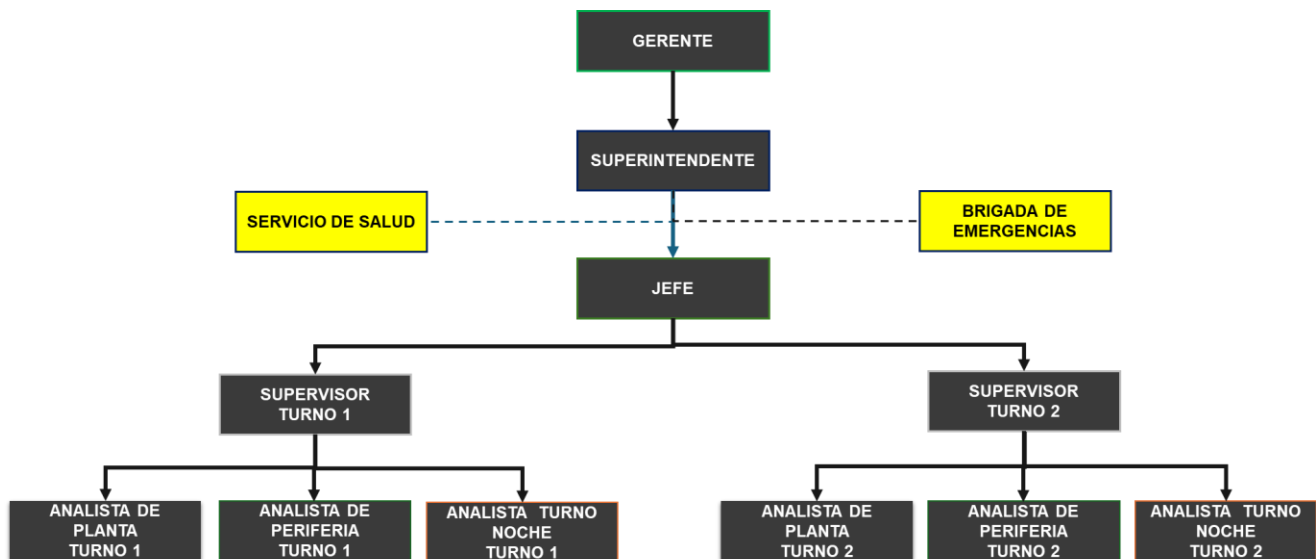 GERENTE
SUPERINTENDENTE
SERVICIO DE SALUD
BRIGADA DE
EMERGENCIAS
JEFE
SUPERVISOR
TURNO 1
SUPERVISOR
TURNO 2
ANALISTA DE
PLANTA
TURNO 1
ANALISTA DE
PERIFERIA
TURNO 1
ANALISTA TURNO
NOCHE
TURNO 1
ANALISTA DE
PLANTA
TURNO 2
ANALISTA DE
PERIFERIA
TURNO 2
ANALISTA TURNO
NOCHE
TURNO 2